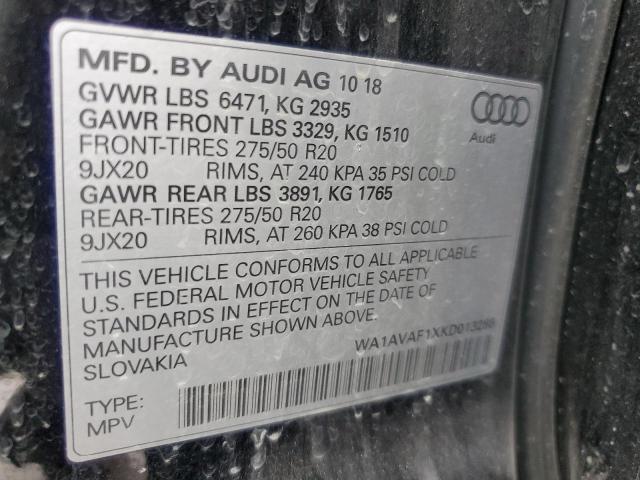 MFD. BY AUDI AG 10 18
GVWR LBS 6471, KG 2935
GAWR FRONT LBS 3329, KG 1510
FRONT-TIRES 275/50 R20
9JX20 RIMS, AT 240 KPA 35 PSI COLD
GAWR REAR LBS 3891, KG 1765
REAR-TIRES 275/50 R20
9JX20 RIMS, AT 260 KPA 38 PSI COLD
Audi
THIS VEHICLE CONFORMS TO ALL APPLICABLE
U.S. FEDERAL MOTOR VEHICLE SAFETY
STANDARDS IN EFFECT ON THE DATE OF
MANUFACTURE SHOWN ABOVE.
SLOVAKIA
TYPE:
MPV